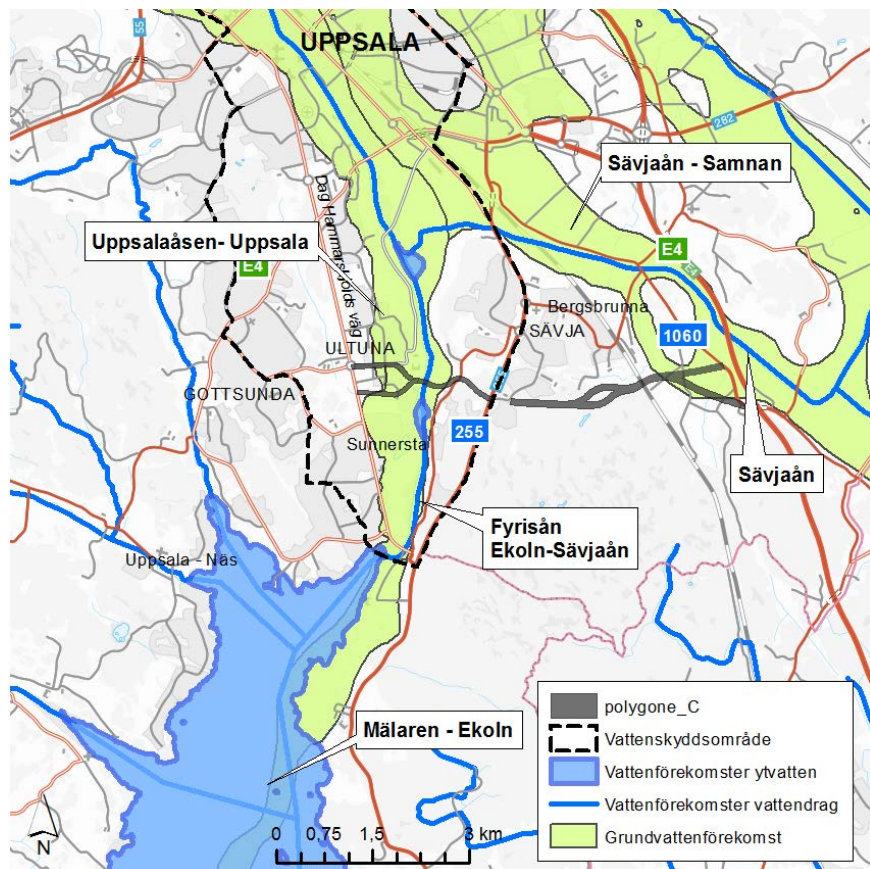 UPPSALA
55
282
Sävjaån - Samnan
Dag Hammarskjölds väg
Uppsalaåsen- Uppsala
E4
E4
E4
Bergsbrunna
SÄVJA
1060
ULTUNA
GOTTSUNDA
255
Sunnersta
Sävjaån
Fyrisån
Ekoln-Sävjaån
Uppsala - Näs
Mälaren - Ekoln
polygone_C
Vattenskyddsområde
Vattenförekomster ytvatten
Vattenförekomster vattendrag
Grundvattenförekomst
0 0,75 1,5 3 km
N